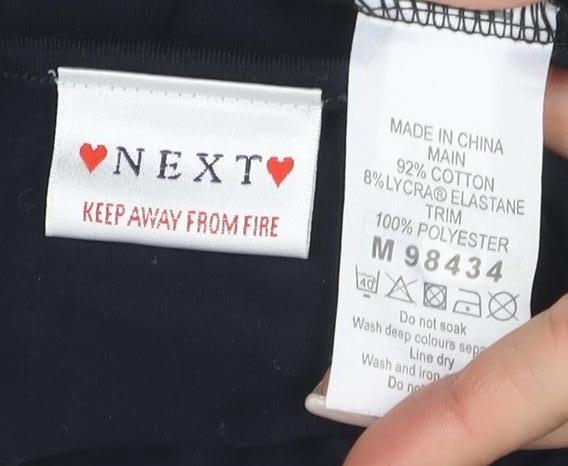 NEXT
KEEP AWAY FROM FIRE
MADE IN CHINA
MAIN
92% COTTON
8%LYCRA® ELASTANE
TRIM
100% POLYESTER
M 98434
40
Do not soak
Wash deep colours
Line dry
Wash and iron
Do